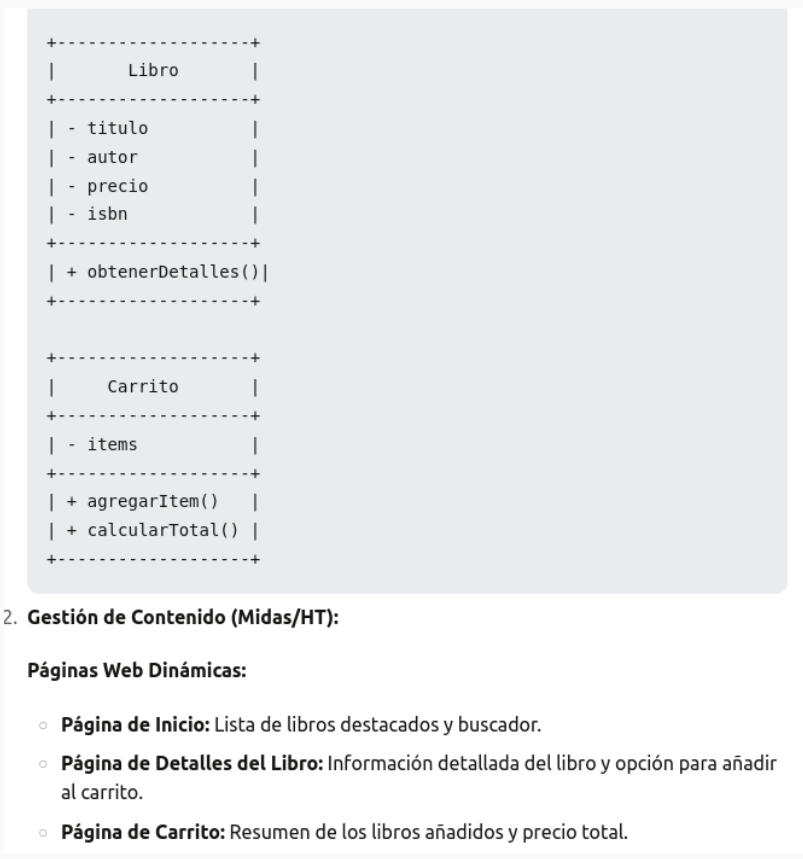 +-------------------+
|       Libro       |
+-------------------+
| - titulo          |
| - autor           |
| - precio          |
| - isbn            |
+-------------------+
| + obtenerDetalles()|
+-------------------+
+-------------------+
|     Carrito       |
+-------------------+
| - items           |
+-------------------+
| + agregarItem()   |
| + calcularTotal() |
+-------------------+
2. Gestión de Contenido (Midas/HT):
Páginas Web Dinámicas:
○ Página de Inicio: Lista de libros destacados y buscador.
○ Página de Detalles del Libro: Información detallada del libro y opción para añadir
al carrito.
○ Página de Carrito: Resumen de los libros añadidos y precio total.